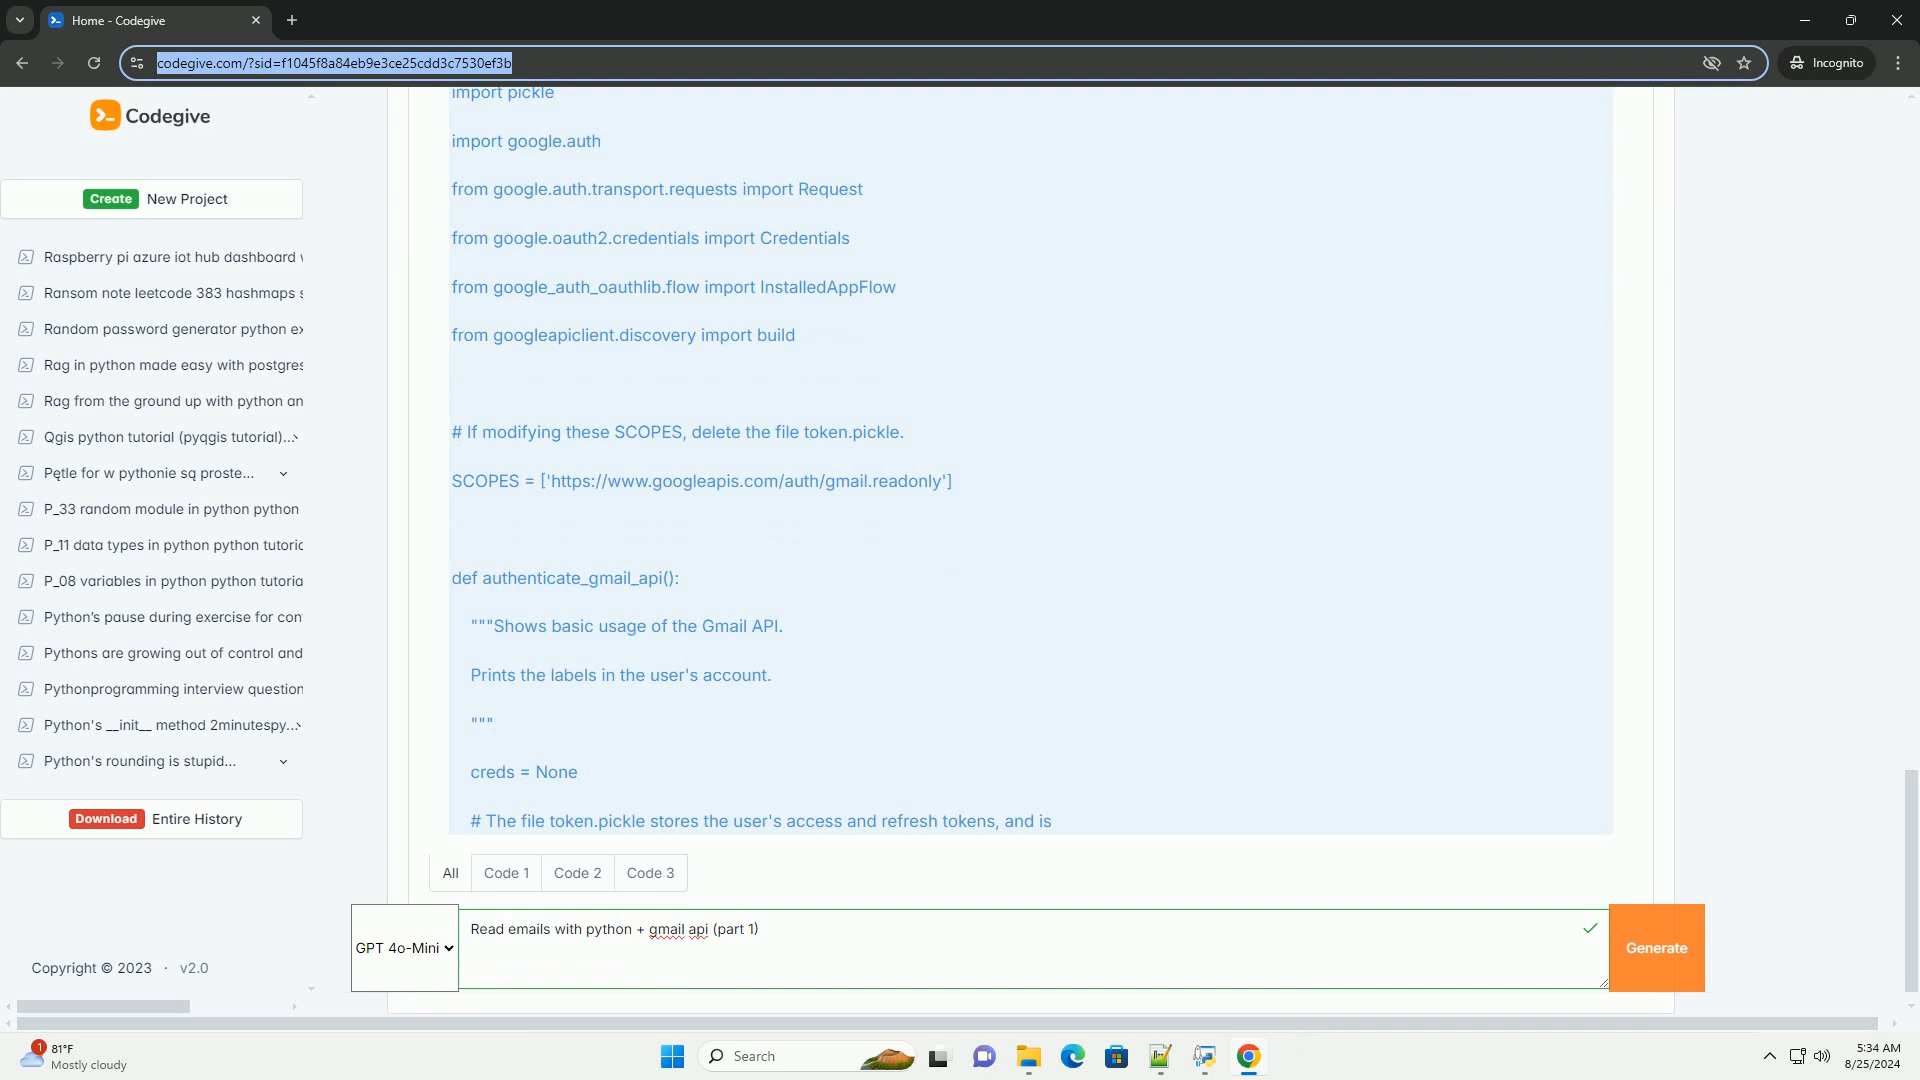 Home - Codegive
codegive.com/?sid=f1045f8a84eb9e3ce25cdd3c7530ef3b
Incognito
Codegive
Create New Project
Raspberry pi azure iot hub dashboard
Ransom note leetcode 383 hashmaps
Random password generator python
Rag in python made easy with
Rag from the ground up with python
Qgis python tutorial (pyqgis tutorial)...
Pętle for w pythonie są proste...
P_33 random module in python python
P_11 data types in python python
P_08 variables in python python
Python's pause during exercise for
Pythons are growing out of control and
Pythonprogramming interview question
Python's __init__ method 2minutespy...
Python's rounding is stupid...
Download Entire History
Copyright © 2023 · v2.0
import pickle
import google.auth
from google.auth.transport.requests import Request
from google.oauth2.credentials import Credentials
from google_auth_oauthlib.flow import InstalledAppFlow
from googleapiclient.discovery import build
# If modifying these SCOPES, delete the file token.pickle.
SCOPES = ['https://www.googleapis.com/auth/gmail.readonly']
def authenticate_gmail_api():
"""Shows basic usage of the Gmail API.
Prints the labels in the user's account.
"""
creds = None
# The file token.pickle stores the user's access and refresh tokens, and is
All Code 1 Code 2 Code 3
GPT 4o-Mini
Read emails with python + gmail api (part 1)
Generate
1
81°F
Mostly cloudy
Search
5:34 AM
8/25/2024